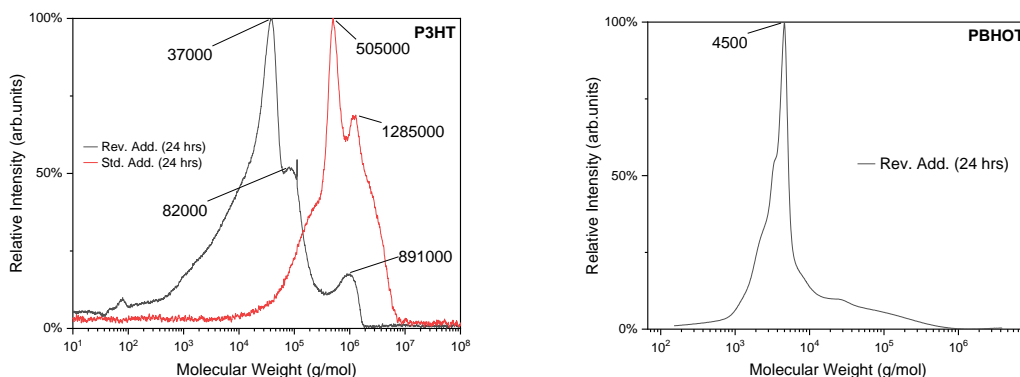 P3HT
100%
50%
0%
Relative Intensity (arb.units)
37000
505000
1285000
82000
891000
Rev. Add. (24 hrs)
Std. Add. (24 hrs)
10¹ 10² 10³ 10⁴ 10⁵ 10⁶ 10⁷ 10⁸
Molecular Weight (g/mol)
PBHOT
100%
50%
0%
Relative Intensity (arb.units)
4500
Rev. Add. (24 hrs)
10² 10³ 10⁴ 10⁵ 10⁶
Molecular Weight (g/mol)